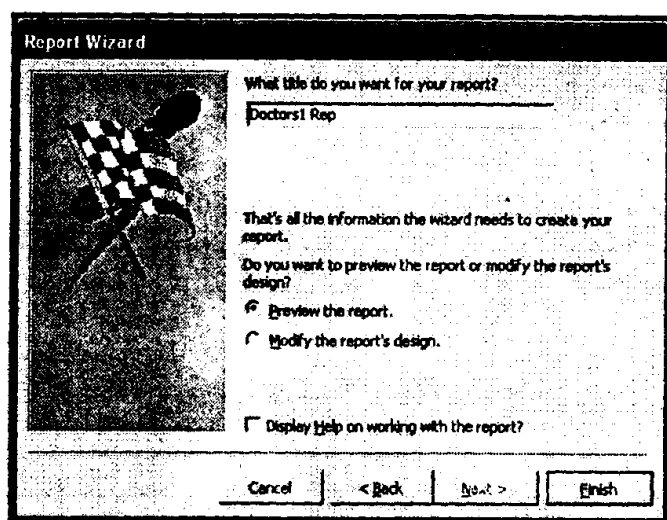 Report Wizard
What title do you want for your report?
Doctors1 Rep
That's all the information the wizard needs to create your
report.
Do you want to preview the report or modify the report's
design?
Preview the report.
Modify the report's design.
Display Help on working with the report?
Cancel < Back Next > Finish